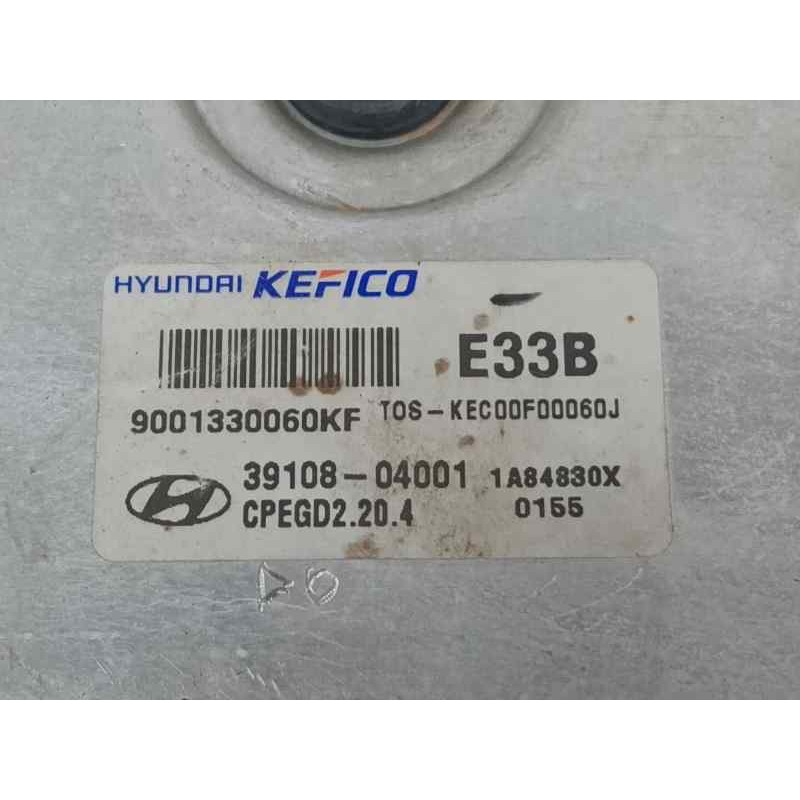 HYUNDAI KEFICO
E33B
9001330060KF TOS-KEC00F00060J
39108-04001 1A84830X
CPEGD2.20.4 0155